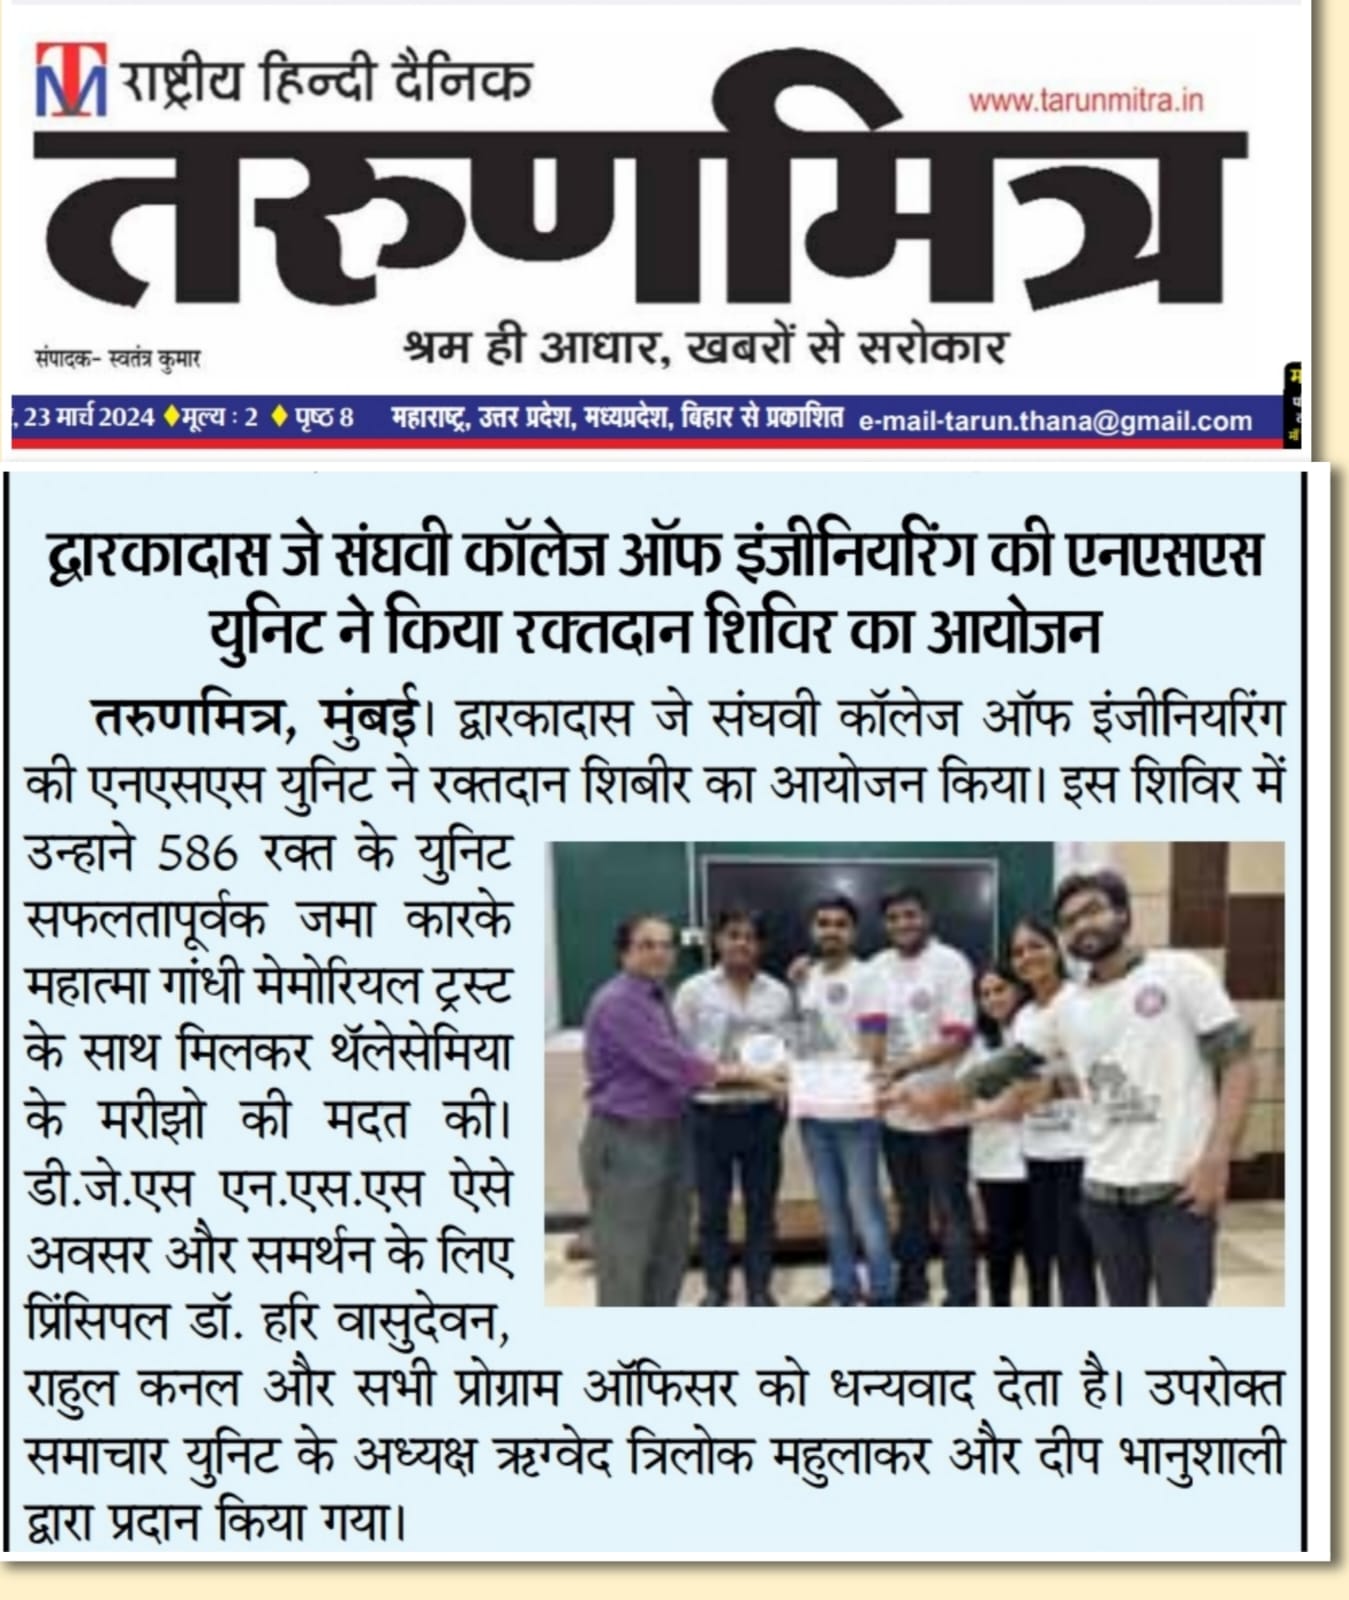 TM राष्ट्रीय हिन्दी दैनिक
www.tarunmitra.in
तरुणमित्र
संपादक- स्वतंत्र कुमार
श्रम ही आधार, खबरों से सरोकार
, 23 मार्च 2024 ♦मूल्य : 2 ♦ पृष्ठ 8 महाराष्ट्र, उत्तर प्रदेश, मध्यप्रदेश, बिहार से प्रकाशित e-mail-tarun.thana@gmail.com
द्वारकादास जे संघवी कॉलेज ऑफ इंजीनियरिंग की एनएसएस
युनिट ने किया रक्तदान शिविर का आयोजन
तरुणमित्र, मुंबई। द्वारकादास जे संघवी कॉलेज ऑफ इंजीनियरिंग
की एनएसएस युनिट ने रक्तदान शिबीर का आयोजन किया। इस शिविर में
उन्हाने 586 रक्त के युनिट
सफलतापूर्वक जमा कारके
महात्मा गांधी मेमोरियल ट्रस्ट
के साथ मिलकर थॅलेसेमिया
के मरीझो की मदत की।
डी.जे.एस एन.एस.एस ऐसे
अवसर और समर्थन के लिए
प्रिंसिपल डॉ. हरि वासुदेवन,
राहुल कनल और सभी प्रोग्राम ऑफिसर को धन्यवाद देता है। उपरोक्त
समाचार युनिट के अध्यक्ष ऋग्वेद त्रिलोक महुलाकर और दीप भानुशाली
द्वारा प्रदान किया गया।